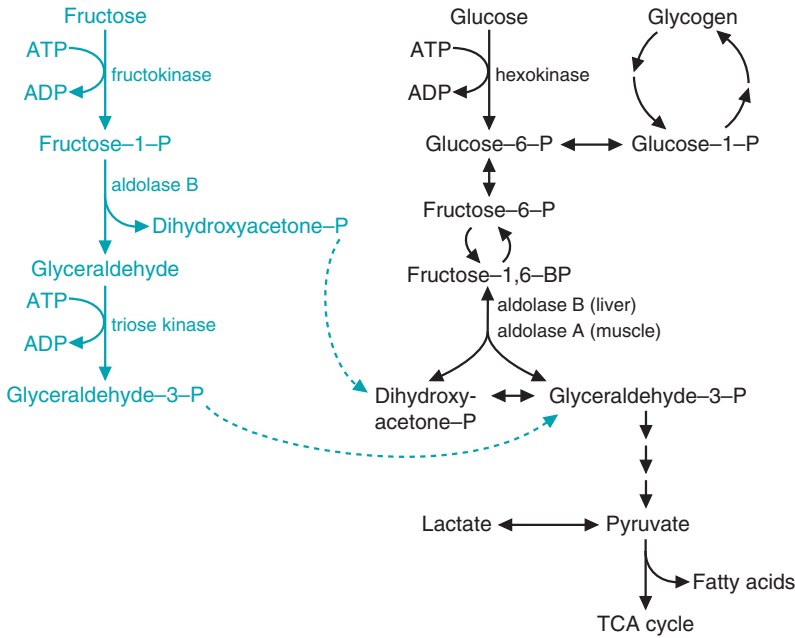 Fructose
ATP
fructokinase
ADP
Fructose–1–P
aldolase B
Dihydroxyacetone–P
Glyceraldehyde
ATP
triose kinase
ADP
Glyceraldehyde–3–P
Glucose
ATP
hexokinase
ADP
Glucose–6–P
Glycogen
Glucose–1–P
Fructose–6–P
Fructose–1,6–BP
aldolase B (liver)
aldolase A (muscle)
Dihydroxy-
acetone–P
Glyceraldehyde–3–P
Lactate
Pyruvate
Fatty acids
TCA cycle